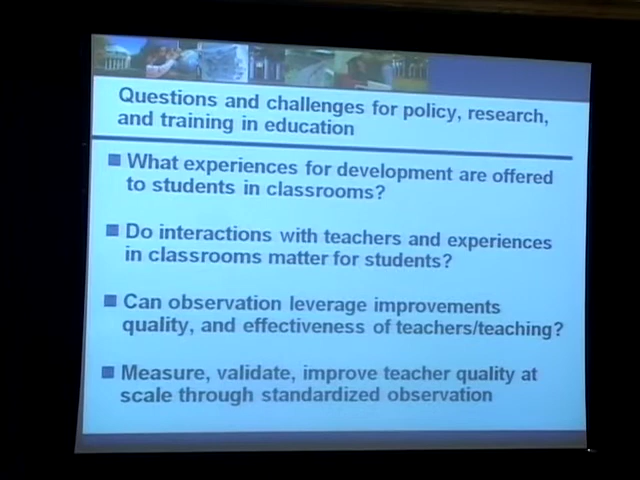 Questions and challenges for policy, research,
and training in education
What experiences for development are offered
to students in classrooms?
Do interactions with teachers and experiences
in classrooms matter for students?
Can observation leverage improvements
quality, and effectiveness of teachers/teaching?
Measure, validate, improve teacher quality at
scale through standardized observation